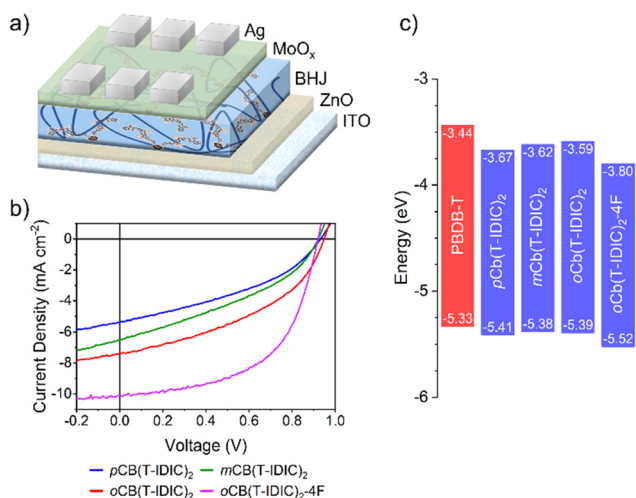 a)
Ag
MoOₓ
BHJ
ZnO
ITO
b)
0
-2
-4
-6
-8
-10
Current Density (mA cm⁻²)
-0.2 0.0 0.2 0.4 0.6 0.8 1.0
Voltage (V)
pCB(T-IDIC)₂ mCB(T-IDIC)₂
oCB(T-IDIC)₂ oCB(T-IDIC)₂-4F
c)
-3
-4
-5
-6
Energy (eV)
-3.44
PBDB-T
-5.33
-3.67
pCb(T-IDIC)₂
-5.41
-3.62
mCb(T-IDIC)₂
-5.38
-3.59
oCb(T-IDIC)₂
-5.39
-3.80
oCb(T-IDIC)₂-4F
-5.52